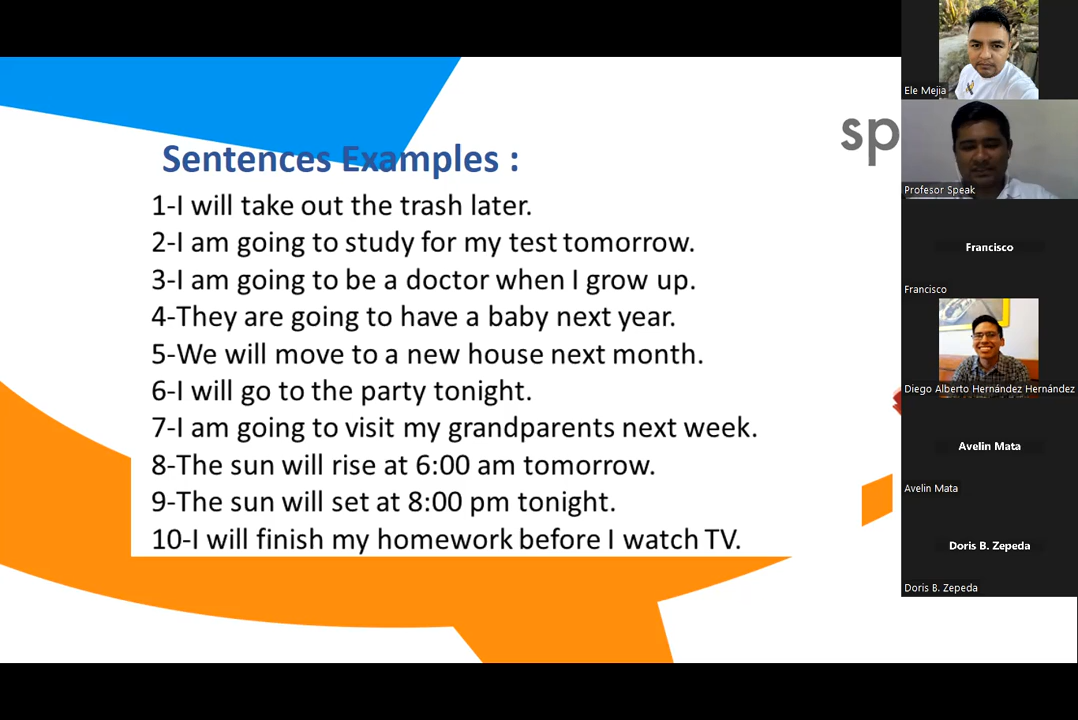 Sentences Examples :
1-I will take out the trash later.
2-I am going to study for my test tomorrow.
3-I am going to be a doctor when I grow up.
4-They are going to have a baby next year.
5-We will move to a new house next month.
6-I will go to the party tonight.
7-I am going to visit my grandparents next week.
8-The sun will rise at 6:00 am tomorrow.
9-The sun will set at 8:00 pm tonight.
10-I will finish my homework before I watch TV.
sp
Ele Mejia
Profesor Speak
Francisco
Francisco
Diego Alberto Hernández Hernández
Avelin Mata
Avelin Mata
Doris B. Zepeda
Doris B. Zepeda